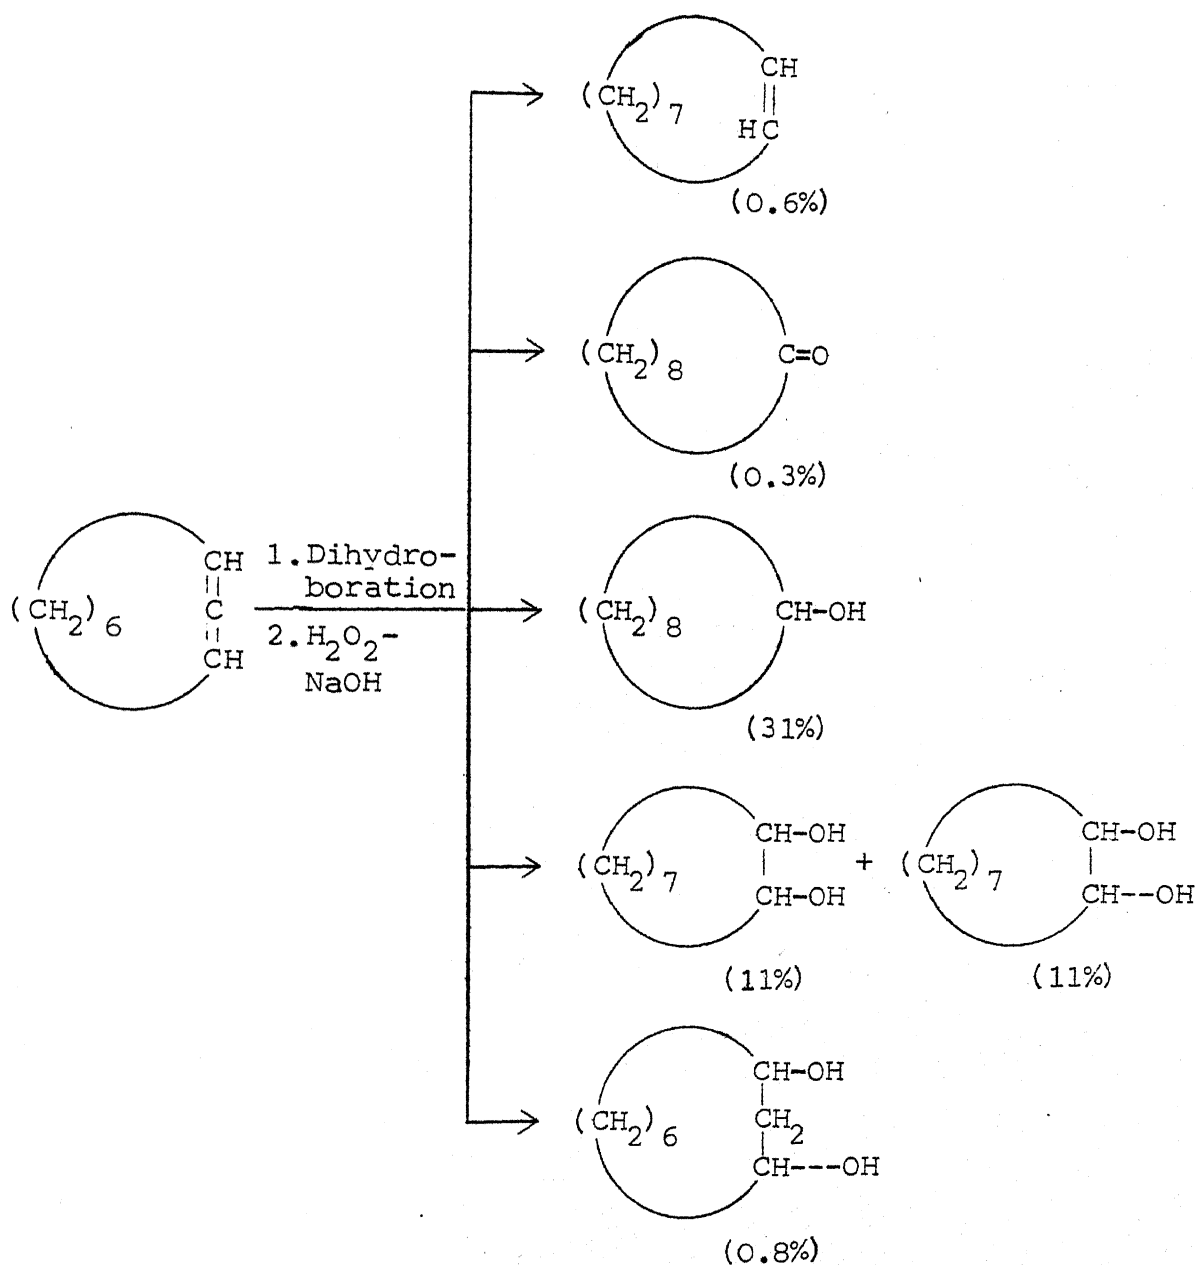 CH
(CH2)7
HC
(0.6%)
(CH2)8 C=O
(0.3%)
CH
1.Dihydro-
boration
(CH2)6 C
(CH2)8 CH-OH
2.H2O2-
CH
NaOH
(31%)
CH-OH CH-OH
(CH2)7 + (CH2)7
CH-OH CH--OH
(11%) (11%)
CH-OH
(CH2)6 CH2
CH---OH
(0.8%)